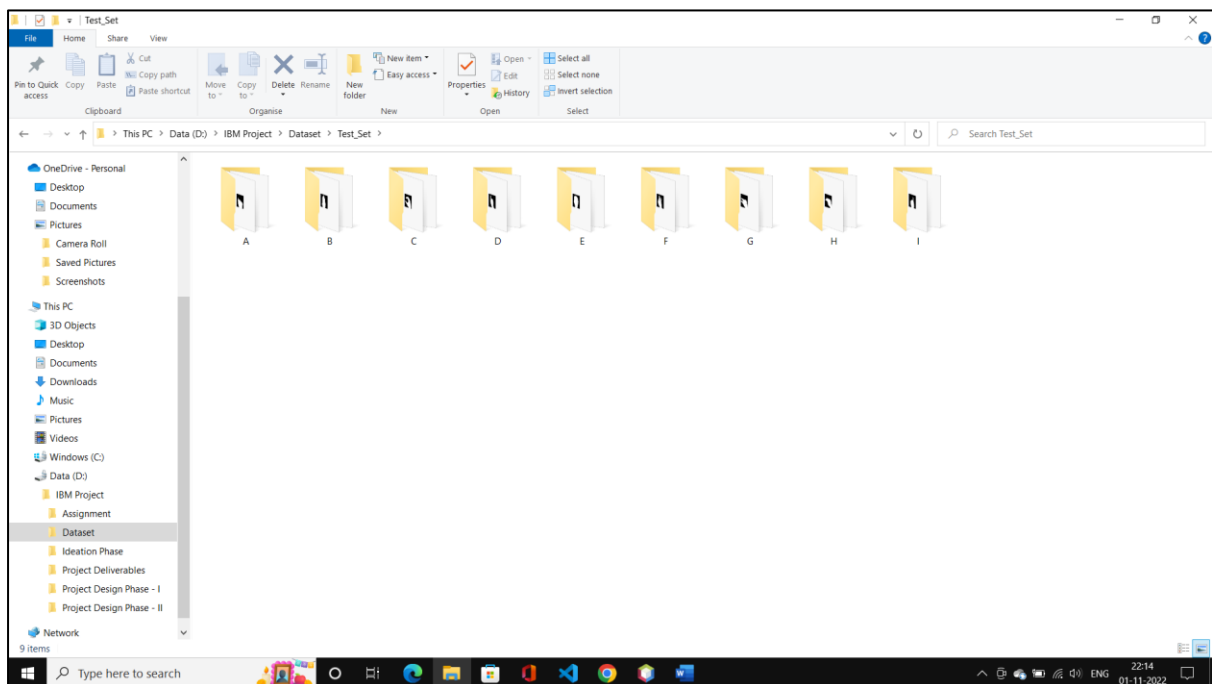 Test_Set
File Home Share View
Pin to Quick access
Copy
Paste
Cut
Copy path
Paste shortcut
Clipboard
Move to
Copy to
Delete
Rename
Organise
New folder
New item
Easy access
New
Properties
Open
Edit
History
Open
Select all
Select none
Invert selection
Select
This PC > Data (D:) > IBM Project > Dataset > Test_Set >
Search Test_Set
OneDrive - Personal
Desktop
Documents
Pictures
Camera Roll
Saved Pictures
Screenshots
This PC
3D Objects
Desktop
Documents
Downloads
Music
Pictures
Videos
Windows (C:)
Data (D:)
IBM Project
Assignment
Dataset
Ideation Phase
Project Deliverables
Project Design Phase - I
Project Design Phase - II
Network
A B C D E F G H I
9 items
Type here to search
ENG
22:14
01-11-2022